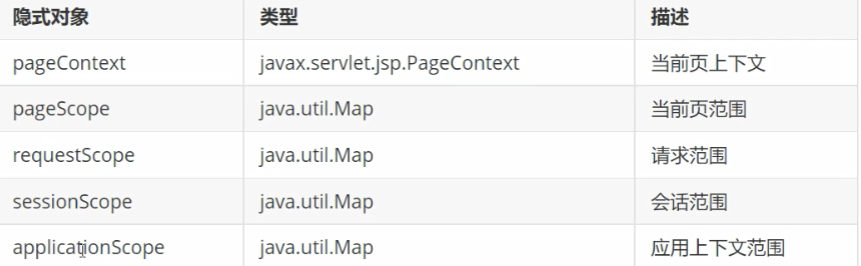 隐式对象 类型 描述
pageContext javax.servlet.jsp.PageContext 当前页上下文
pageScope java.util.Map 当前页范围
requestScope java.util.Map 请求范围
sessionScope java.util.Map 会话范围
applicationScope java.util.Map 应用上下文范围